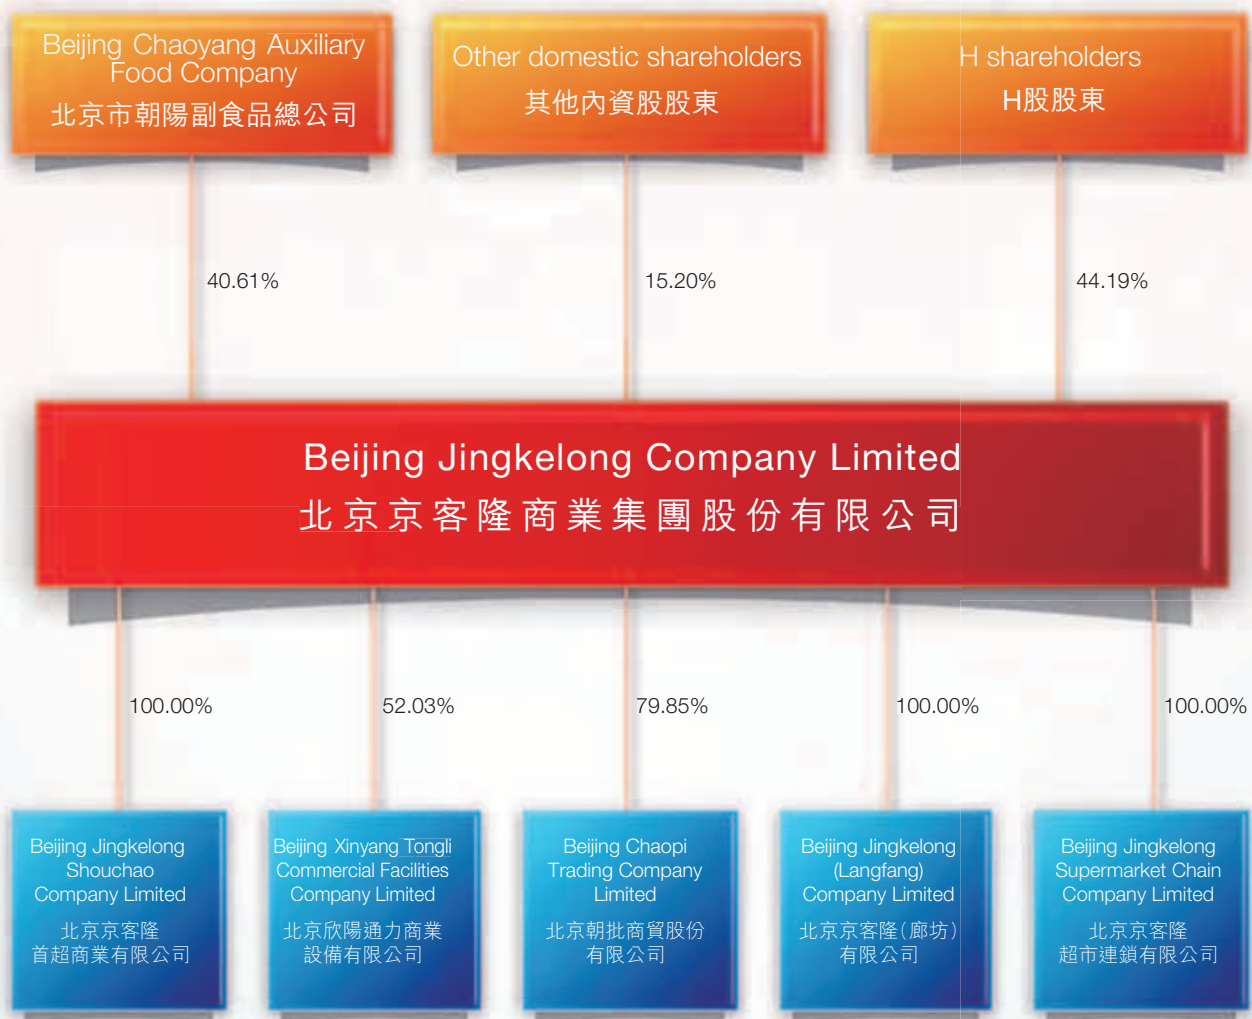 Beijing Chaoyang Auxiliary
Food Company
北京市朝陽副食品總公司
Other domestic shareholders
其他內資股股東
H shareholders
H股股東
40.61%
15.20%
44.19%
Beijing Jingkelong Company Limited
北京京客隆商業集團股份有限公司
100.00%
52.03%
79.85%
100.00%
100.00%
Beijing Jingkelong
Shouchao
Company Limited
北京京客隆
首超商業有限公司
Beijing Xinyang Tongli
Commercial Facilities
Company Limited
北京欣陽通力商業
設備有限公司
Beijing Chaopi
Trading Company
Limited
北京朝批商貿股份
有限公司
Beijing Jingkelong
(Langfang)
Company Limited
北京京客隆(廊坊)
有限公司
Beijing Jingkelong
Supermarket Chain
Company Limited
北京京客隆
超市連鎖有限公司